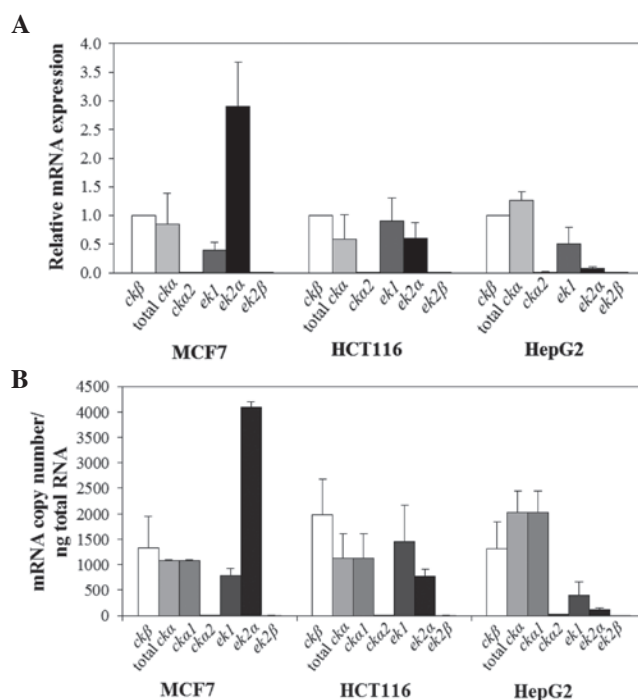 A
Relative mRNA expression
4.0
3.5
3.0
2.5
2.0
1.5
1.0
0.5
0.0
ckβ total ckα ckα2 ek1 ek2α ek2β ckβ total ckα ckα2 ek1 ek2α ek2β ckβ total ckα ckα2 ek1 ek2α ek2β
MCF7 HCT116 HepG2
B
mRNA copy number/
ng total RNA
4500
4000
3500
3000
2500
2000
1500
1000
500
0
ckβ total ckα ckα1 ckα2 ek1 ek2α ek2β ckβ total ckα ckα1 ckα2 ek1 ek2α ek2β ckβ total ckα ckα1 ckα2 ek1 ek2α ek2β
MCF7 HCT116 HepG2